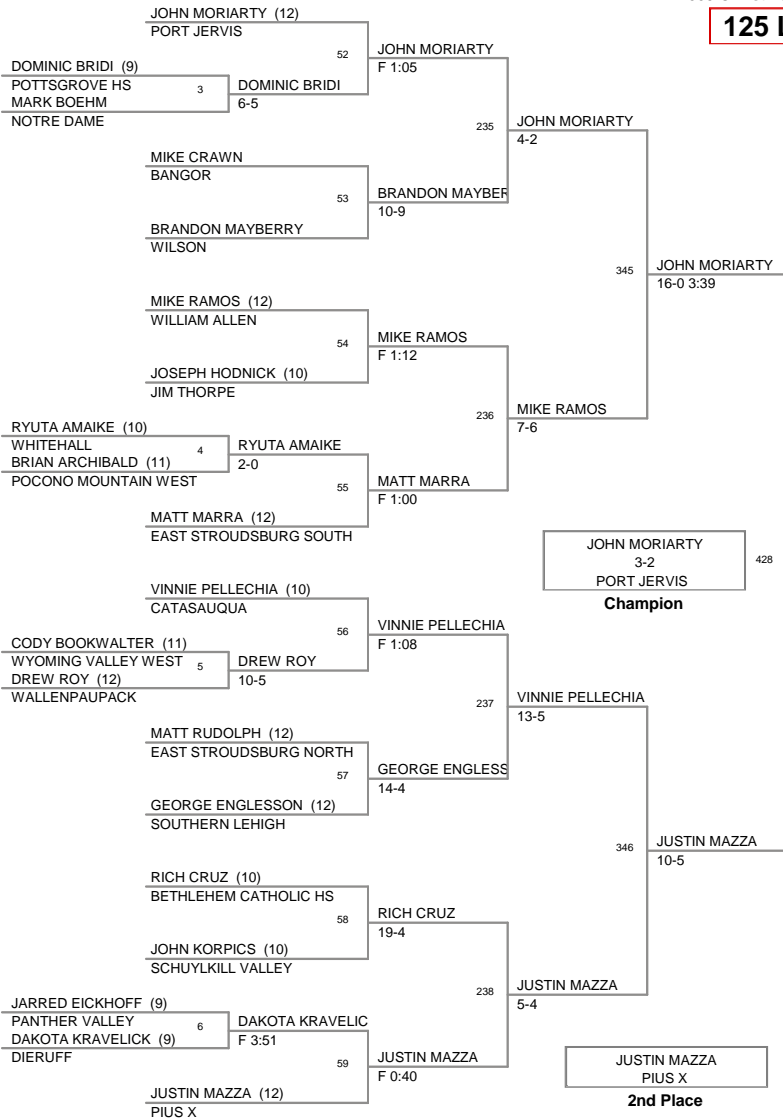 125
JOHN MORIARTY (12)
PORT JERVIS
52
JOHN MORIARTY
F 1:05
DOMINIC BRIDI (9)
POTTSGROVE HS
3
MARK BOEHM
NOTRE DAME
DOMINIC BRIDI
6-5
235
JOHN MORIARTY
4-2
MIKE CRAWN
BANGOR
53
BRANDON MAYBER
10-9
BRANDON MAYBERRY
WILSON
345
JOHN MORIARTY
16-0 3:39
MIKE RAMOS (12)
WILLIAM ALLEN
54
MIKE RAMOS
F 1:12
JOSEPH HODNICK (10)
JIM THORPE
236
MIKE RAMOS
7-6
RYUTA AMAIKE (10)
WHITEHALL
4
BRIAN ARCHIBALD (11)
POCONO MOUNTAIN WEST
RYUTA AMAIKE
2-0
55
MATT MARRA
F 1:00
MATT MARRA (12)
EAST STROUDSBURG SOUTH
JOHN MORIARTY
3-2
PORT JERVIS
428
Champion
VINNIE PELLECHIA (10)
CATASAUQUA
56
VINNIE PELLECHIA
F 1:08
CODY BOOKWALTER (11)
WYOMING VALLEY WEST
5
DREW ROY (12)
WALLENPAUPACK
DREW ROY
10-5
237
VINNIE PELLECHIA
13-5
MATT RUDOLPH (12)
EAST STROUDSBURG NORTH
57
GEORGE ENGLESS
14-4
GEORGE ENGLESSON (12)
SOUTHERN LEHIGH
346
JUSTIN MAZZA
10-5
RICH CRUZ (10)
BETHLEHEM CATHOLIC HS
58
RICH CRUZ
19-4
JOHN KORPICS (10)
SCHUYLKILL VALLEY
238
JUSTIN MAZZA
5-4
JARRED EICKHOFF (9)
PANTHER VALLEY
6
DAKOTA KRAVELICK (9)
DIERUFF
DAKOTA KRAVELIC
F 3:51
59
JUSTIN MAZZA
F 0:40
JUSTIN MAZZA (12)
PIUS X
JUSTIN MAZZA
PIUS X
2nd Place